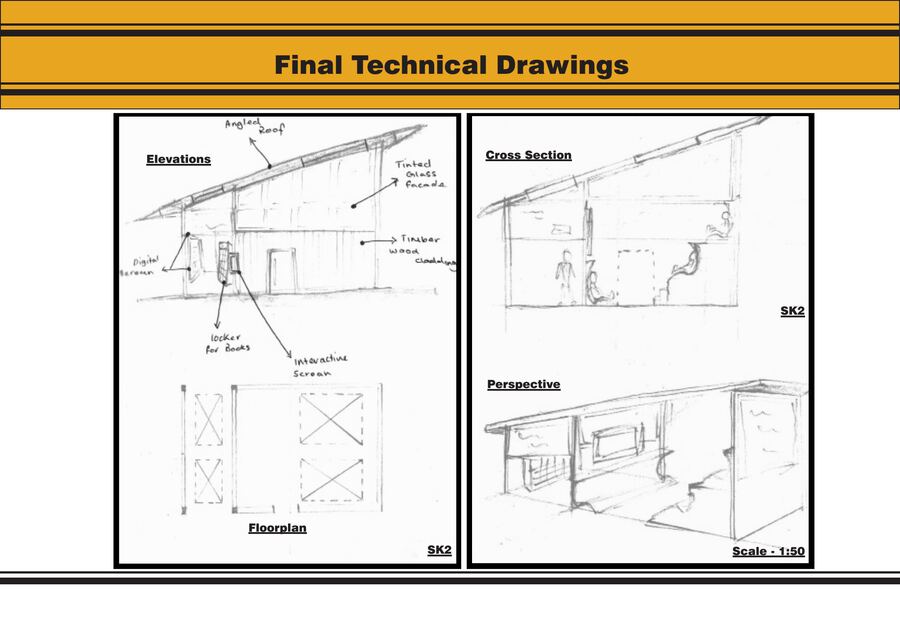 Final Technical Drawings
Angled
Roof
Elevations
Tinted
Glass
facade
Timber
wood
cladding
Digital
Screen
locker
for Books
Interactive
Screen
Floorplan
SK2
Cross Section
SK2
Perspective
Scale - 1:50